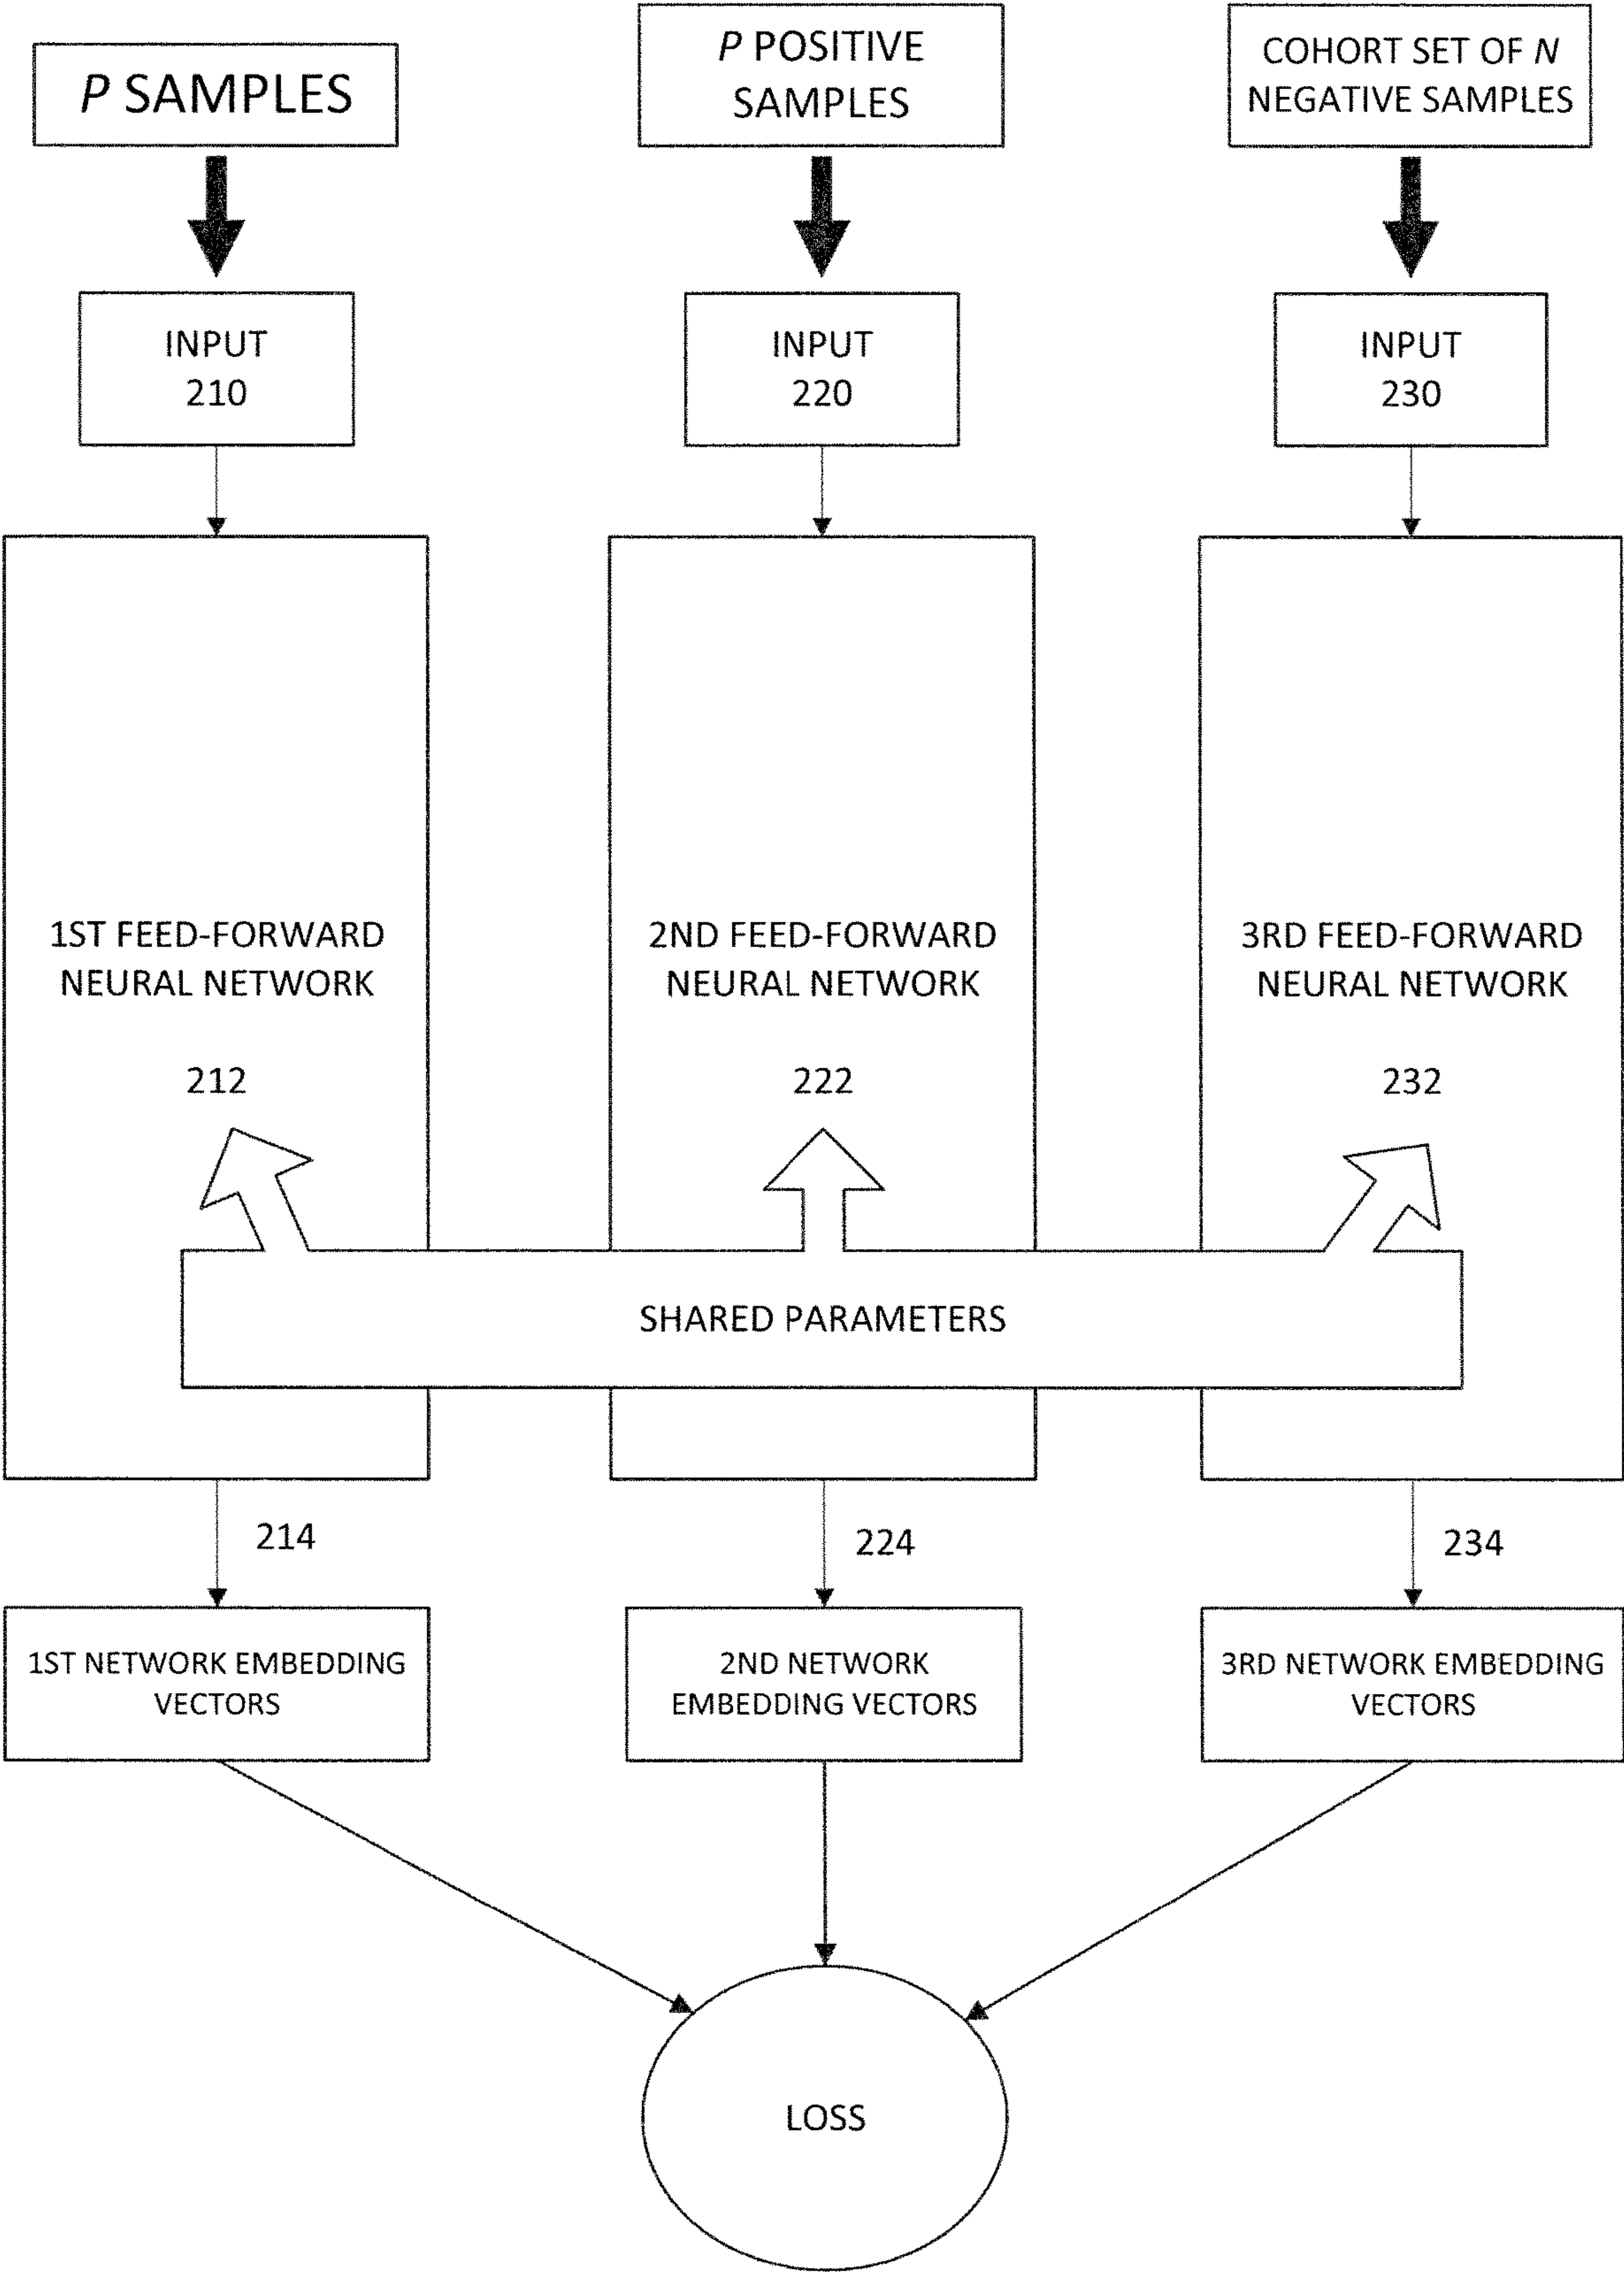 P SAMPLES
P POSITIVE
SAMPLES
COHORT SET OF N
NEGATIVE SAMPLES
INPUT
210
INPUT
220
INPUT
230
1ST FEED-FORWARD
NEURAL NETWORK
212
2ND FEED-FORWARD
NEURAL NETWORK
222
3RD FEED-FORWARD
NEURAL NETWORK
232
SHARED PARAMETERS
214
224
234
1ST NETWORK EMBEDDING
VECTORS
2ND NETWORK
EMBEDDING VECTORS
3RD NETWORK EMBEDDING
VECTORS
LOSS